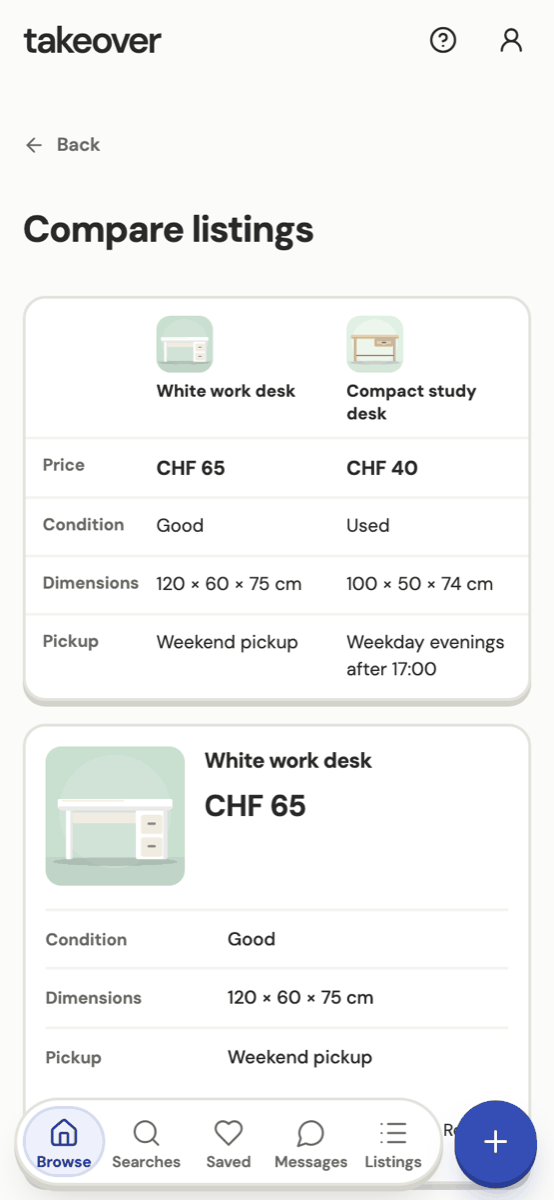 takeover
Back
Compare listings
White work desk
Compact study
desk
Price CHF 65 CHF 40
Condition Good Used
Dimensions 120 × 60 × 75 cm 100 × 50 × 74 cm
Pickup Weekend pickup Weekday evenings
after 17:00
White work desk
CHF 65
Condition Good
Dimensions 120 × 60 × 75 cm
Pickup Weekend pickup
Browse Searches Saved Messages Listings